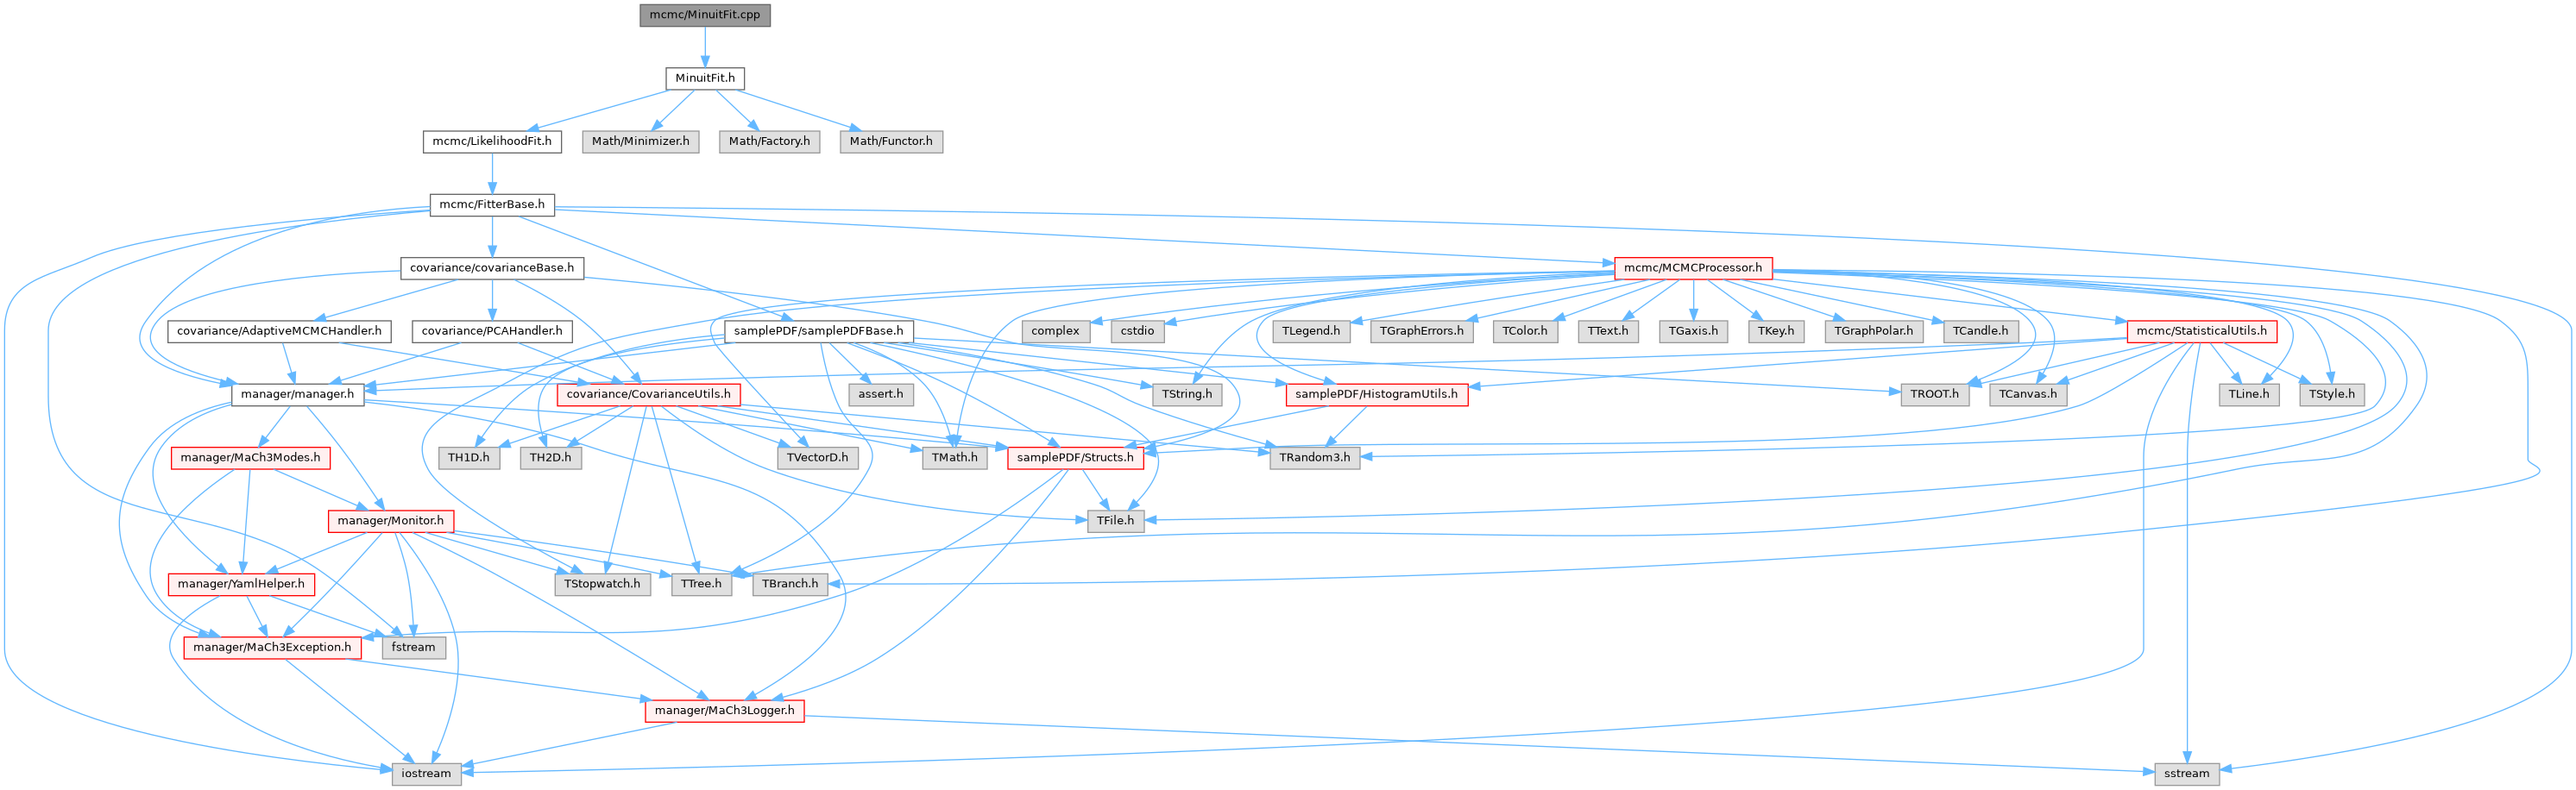 mcmc/MinuitFit.cpp
MinuitFit.h
mcmc/LikelihoodFit.h
Math/Minimizer.h
Math/Factory.h
Math/Functor.h
mcmc/FitterBase.h
covariance/covarianceBase.h
mcmc/MCMCProcessor.h
covariance/AdaptiveMCMCHandler.h
covariance/PCAHandler.h
samplePDF/samplePDFBase.h
complex
cstdio
TLegend.h
TGraphErrors.h
TColor.h
TText.h
TGaxis.h
TKey.h
TGraphPolar.h
TCandle.h
mcmc/StatisticalUtils.h
manager/manager.h
covariance/CovarianceUtils.h
assert.h
TString.h
samplePDF/HistogramUtils.h
TROOT.h
TCanvas.h
TLine.h
TStyle.h
manager/MaCh3Modes.h
TH1D.h
TH2D.h
TVectorD.h
TMath.h
samplePDF/Structs.h
TRandom3.h
manager/Monitor.h
TFile.h
manager/YamlHelper.h
TStopwatch.h
TTree.h
TBranch.h
manager/MaCh3Exception.h
fstream
manager/MaCh3Logger.h
iostream
sstream